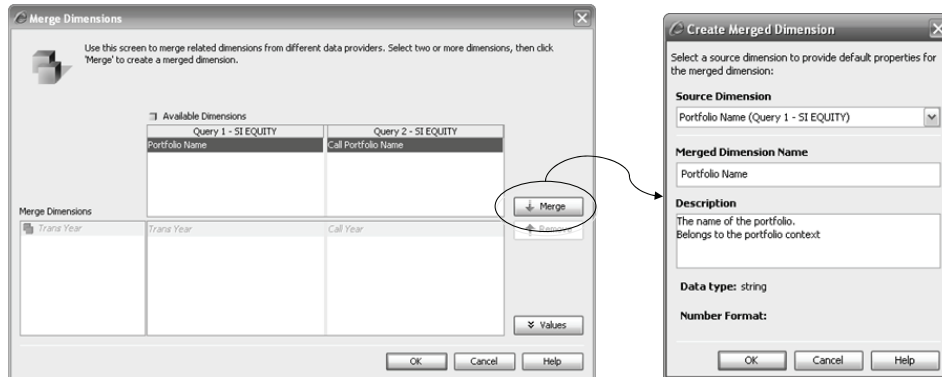 Merge Dimensions
Use this screen to merge related dimensions from different data providers. Select two or more dimensions, then click
'Merge' to create a merged dimension.
Available Dimensions
Query 1 - SI EQUITY
Query 2 - SI EQUITY
Portfolio Name
Call Portfolio Name
Merge
Remove
Merge Dimensions
Trans Year
Trans Year
Call Year
Values
OK
Cancel
Help
Create Merged Dimension
Select a source dimension to provide default properties for
the merged dimension:
Source Dimension
Portfolio Name (Query 1 - SI EQUITY)
Merged Dimension Name
Portfolio Name
Description
The name of the portfolio.
Belongs to the portfolio context
Data type: string
Number Format:
OK
Cancel
Help